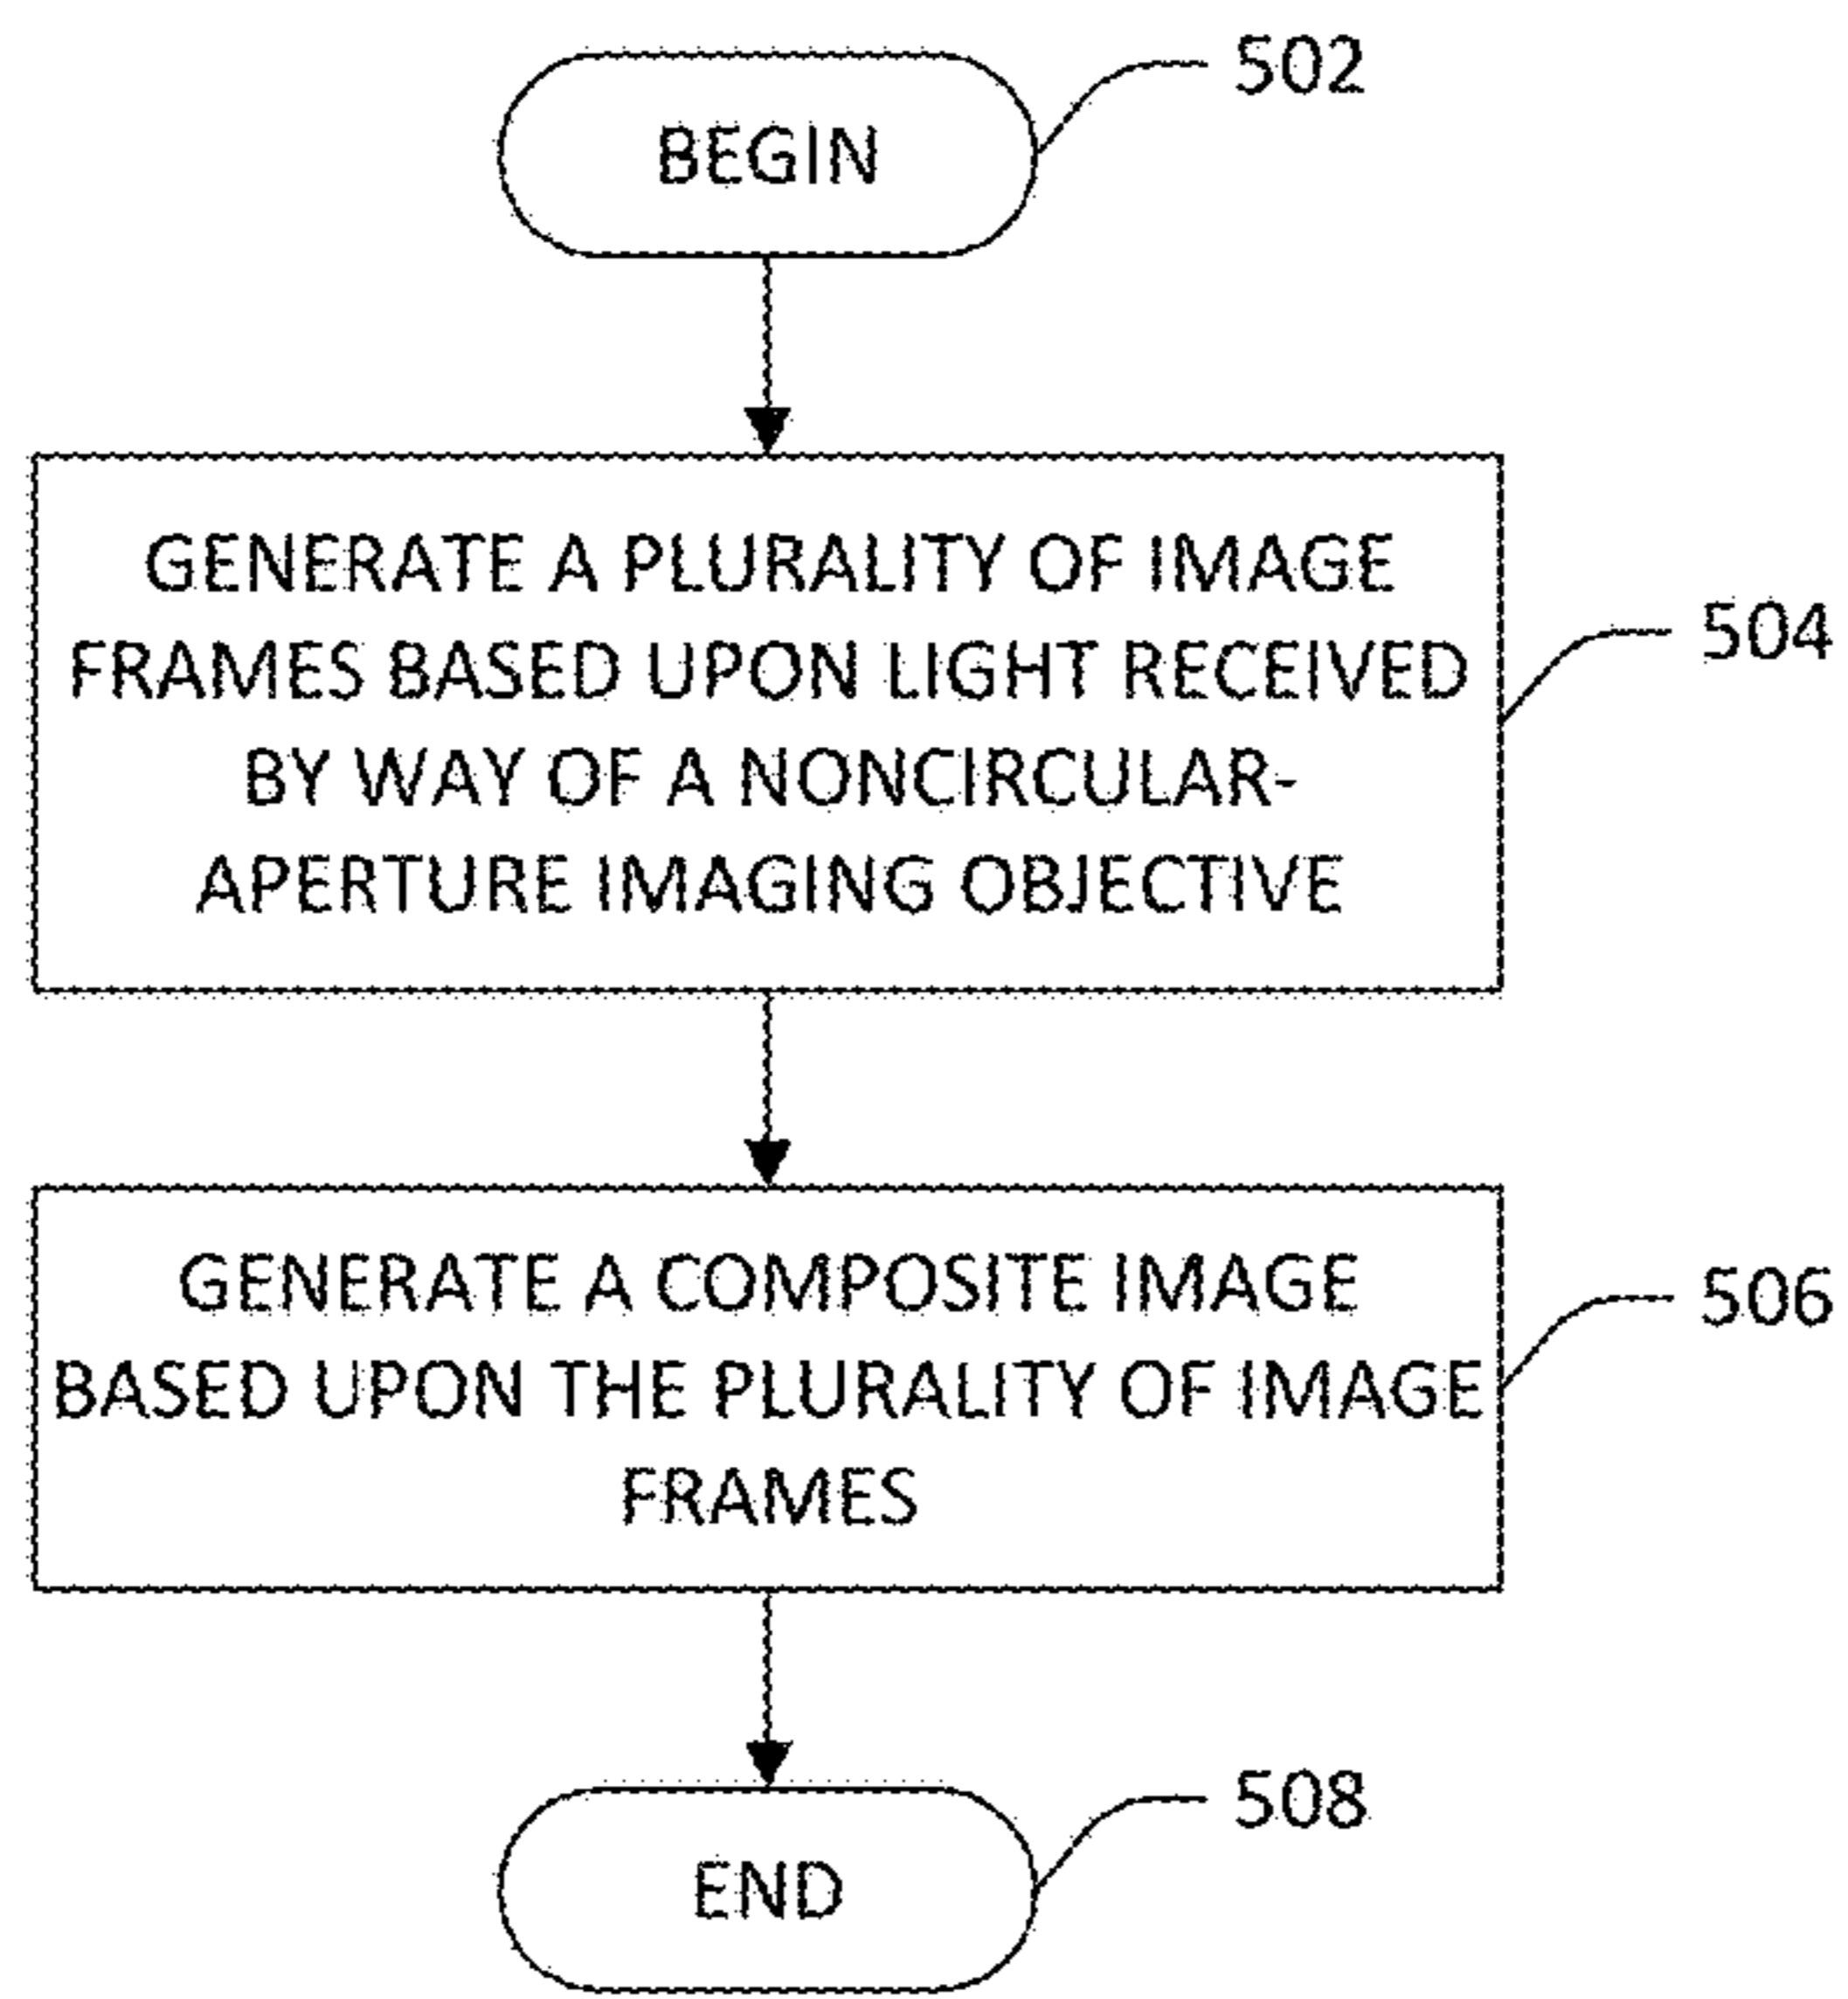 502
BEGIN
GENERATE A PLURALITY OF IMAGE
FRAMES BASED UPON LIGHT RECEIVED
BY WAY OF A NONCIRCULAR-
APERTURE IMAGING OBJECTIVE
504
GENERATE A COMPOSITE IMAGE
BASED UPON THE PLURALITY OF IMAGE
FRAMES
506
508
END